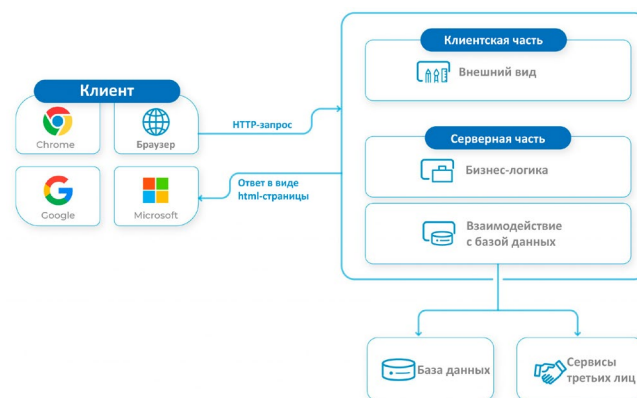 Клиент
Chrome
Браузер
Google
Microsoft
HTTP-запрос
Ответ в виде
html-страницы
Клиентская часть
Внешний вид
Серверная часть
Бизнес-логика
Взаимодействие
с базой данных
База данных
Сервисы
третьих лиц